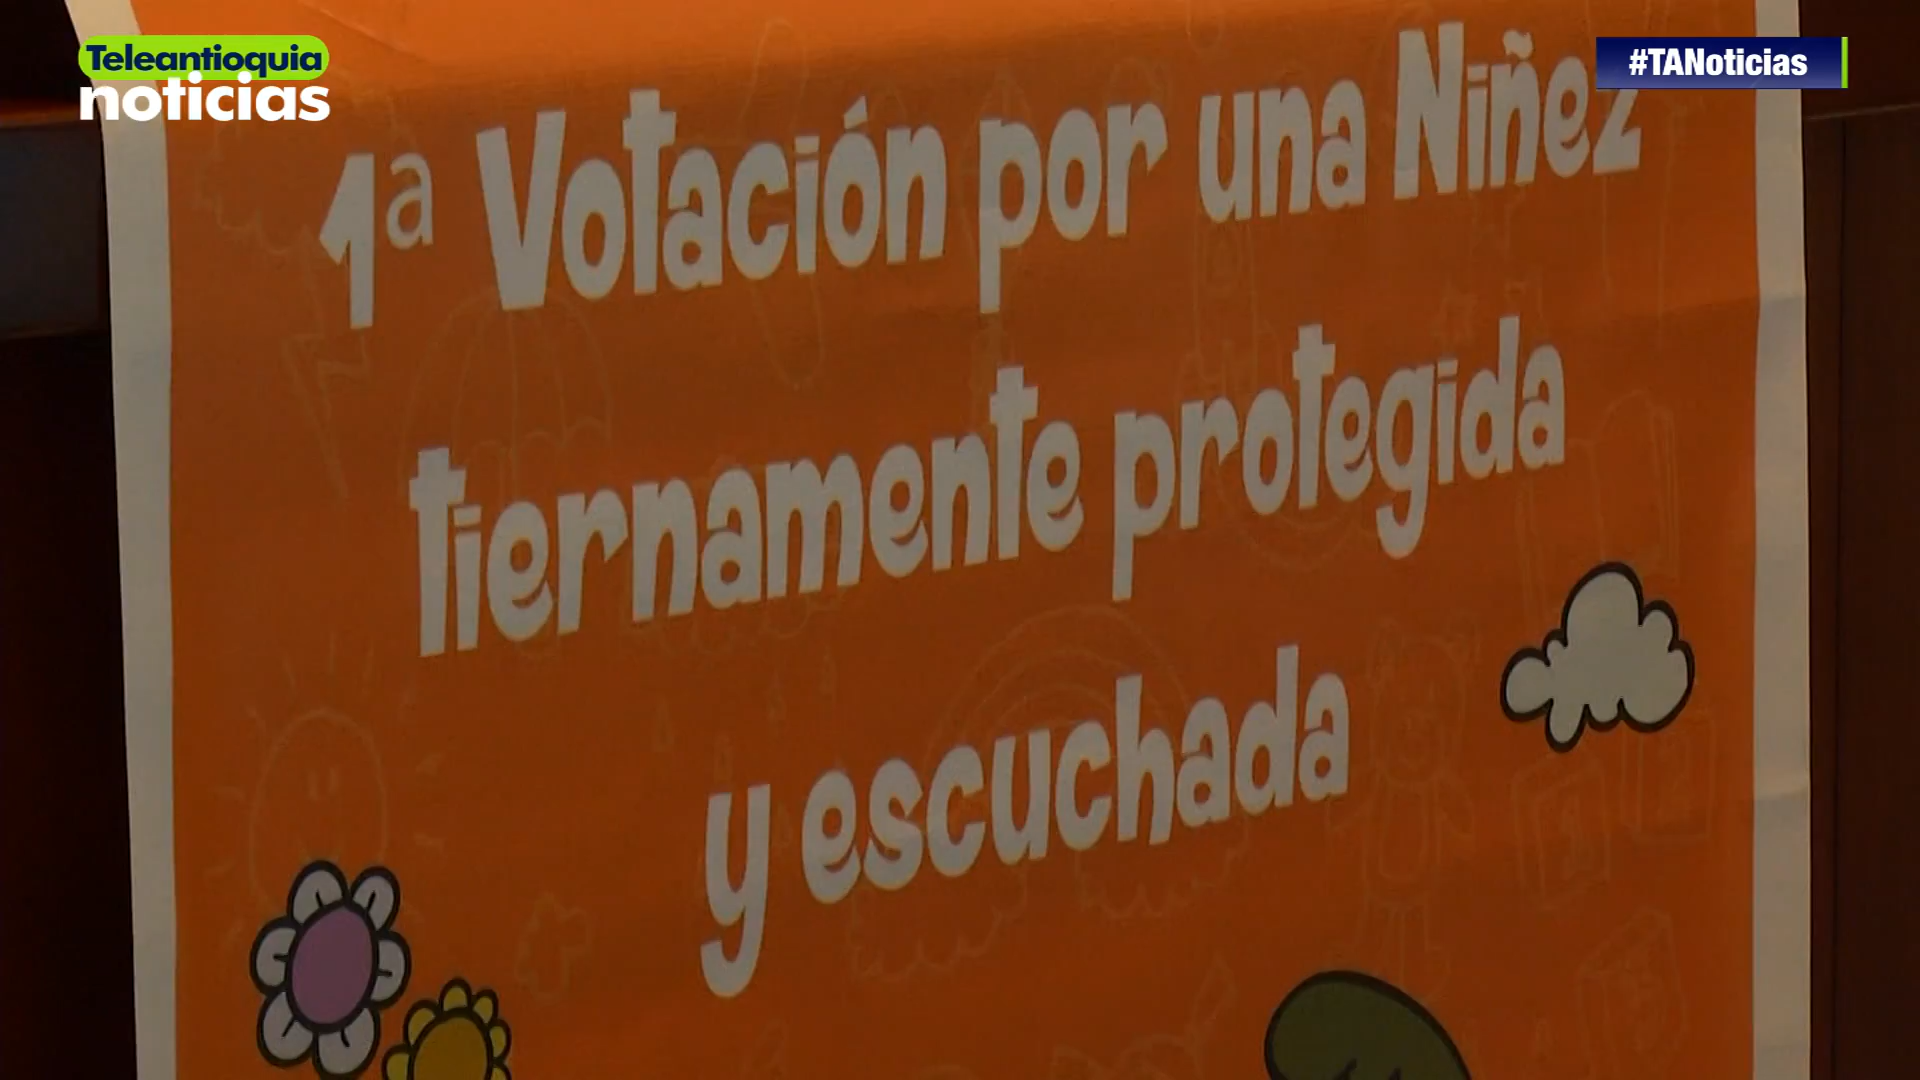 Teleantioquia
noticias
#TANoticias
1ª Votación por una Niñez
tiernamente protegida
y escuchada